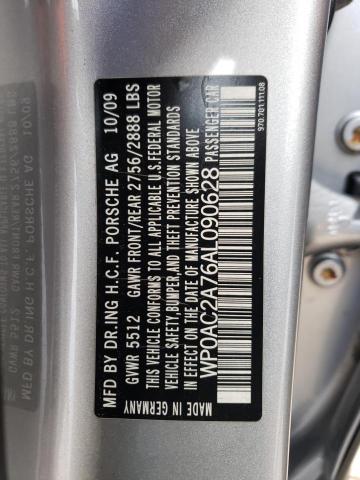 MFD BY DR.ING H.C.F. PORSCHE AG 10/09
GVWR 5512 GAWR FRONT/REAR 2756/2888 LBS
THIS VEHICLE CONFORMS TO ALL APPLICABLE U.S.FEDERAL MOTOR
VEHICLE SAFETY,BUMPER,AND THEFT PREVENTION STANDARDS
IN EFFECT ON THE DATE OF MANUFACTURE SHOWN ABOVE
WP0AC2A76AL090628 PASSENGER CAR
MADE IN GERMANY
970.701.111.08